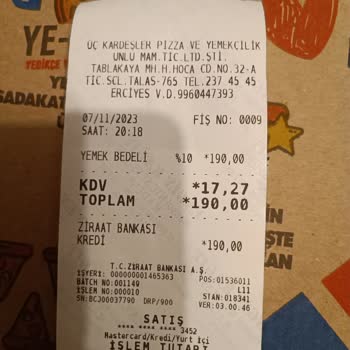 YE-
YEDİKÇE
SADAKAT
ÜÇ KARDEŞLER PİZZA VE YEMEKÇİLİK
UNLU MAM.TİC.LTD.ŞTİ.
TABLAKAYA MH.H.HOCA CD.NO.32-A
TİC.SCL.TALAS-765 TEL.237 45 45
ERCİYES V.D.9960447393
07/11/2023 FİŞ NO: 0009
SAAT: 20:18
YEMEK BEDELİ %10 *190,00
KDV *17,27
TOPLAM *190,00
ZİRAAT BANKASI
KREDİ *190,00
T.C.ZİRAAT BANKASI A.Ş.
İŞYERİ: 000000001465363 POS:01536011
BATCH NO:001149 L11
İŞLEM NO:000010 STAN:018341
SN:BC300037790 DRP/900 VER:03.00.46
SATIŞ
**** **** **** 3452
Mastercard/Kredi/Yurt İçi
İŞLEM TUTARI
İN
İŞTE